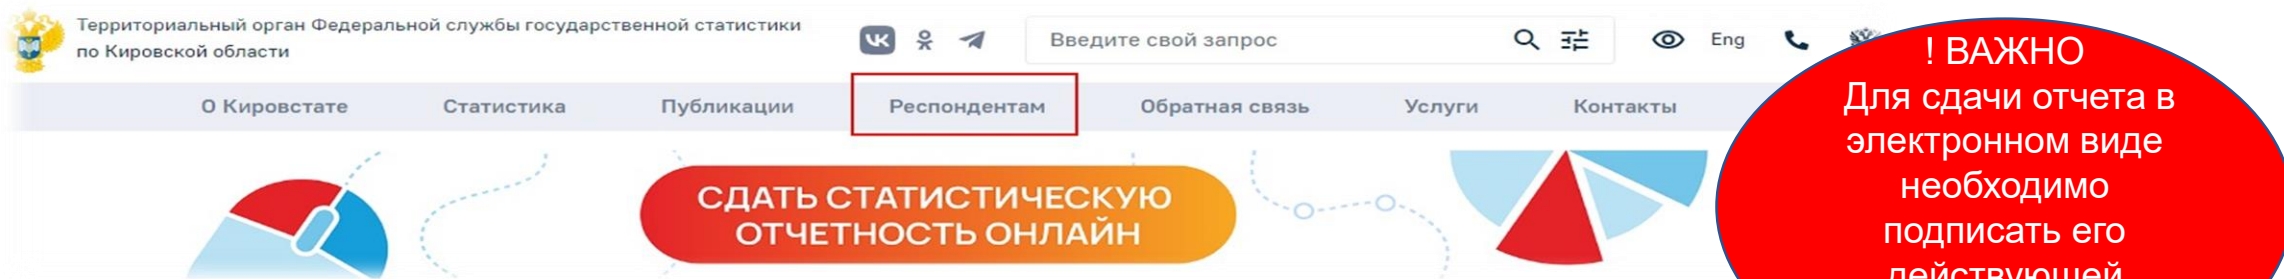 Территориальный орган Федеральной службы государственной статистики
по Кировской области
Введите свой запрос
Eng
О Кировстате Статистика Публикации Респондентам Обратная связь Услуги Контакты
СДАТЬ СТАТИСТИЧЕСКУЮ
ОТЧЕТНОСТЬ ОНЛАЙН
! ВАЖНО
Для сдачи отчета в
электронном виде
необходимо
подписать его
действующей